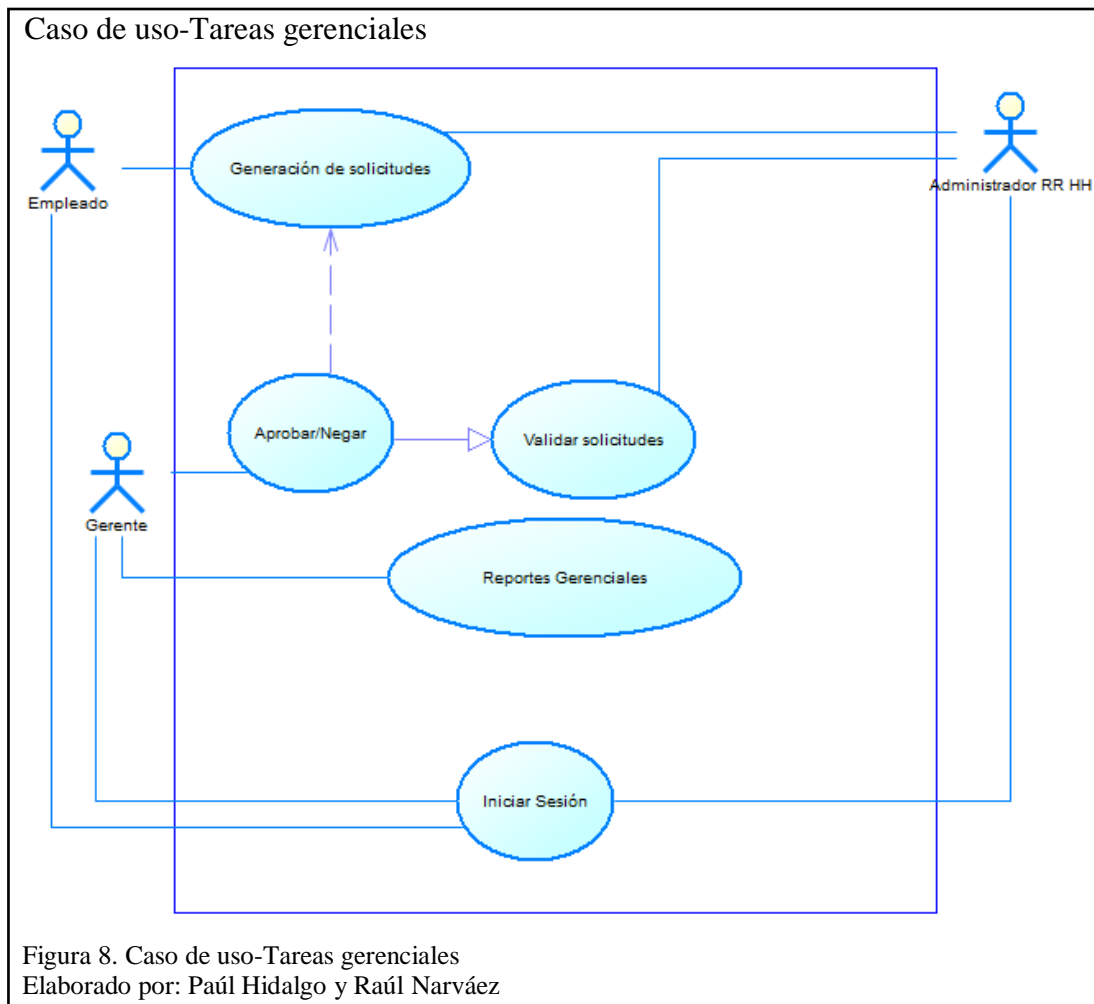 Caso de uso-Tareas gerenciales
Generación de solicitudes
Empleado
Administrador RR HH
Aprobar/Negar
Validar solicitudes
Gerente
Reportes Gerenciales
Iniciar Sesión
Figura 8. Caso de uso-Tareas gerenciales
Elaborado por: Paúl Hidalgo y Raúl Narváez